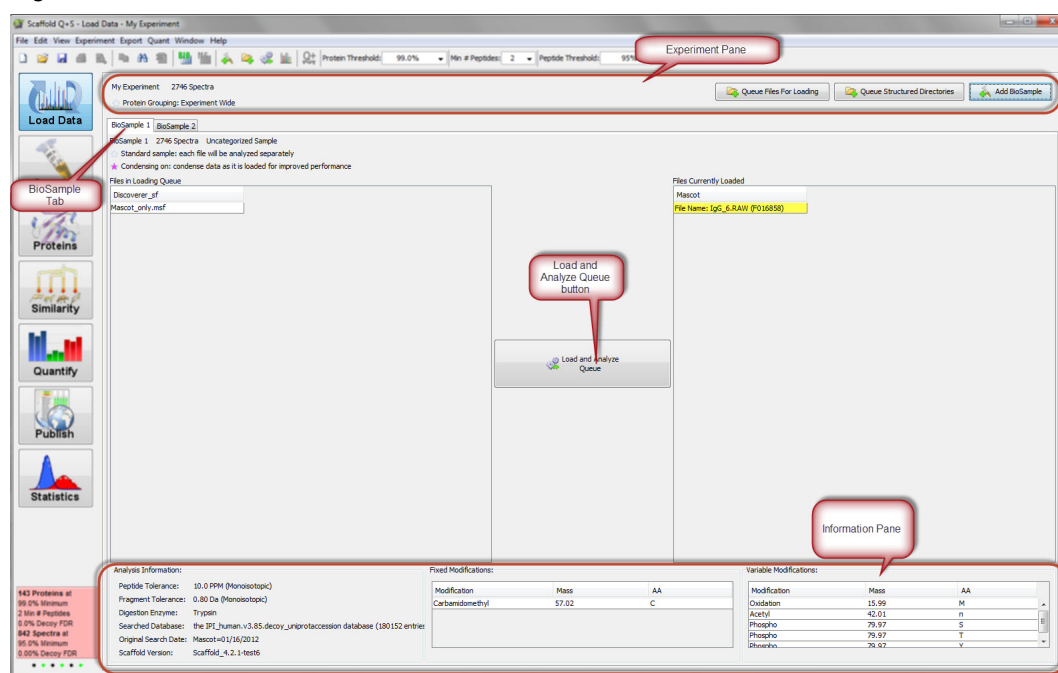 Scaffold Q+S - Load Data - My Experiment
File Edit View Experiment Export Quant Window Help
Protein Threshold: 99.0% Min # Peptides: 2 Peptide Threshold: 95%
Experiment Pane
Load Data
My Experiment 2746 Spectra
Protein Grouping: Experiment Wide
Queue Files For Loading
Queue Structured Directories
Add BioSample
BioSample 1 BioSample 2
BioSample 1 2746 Spectra Uncategorized Sample
Standard sample: each file will be analyzed separately
Condensing on: condense data as it is loaded for improved performance
BioSample
Tab
Files in Loading Queue
Discoverer_sf
Mascot_only.msf
Files Currently Loaded
Mascot
File Name: IgG_6.RAW (F016858)
Proteins
Similarity
Quantify
Publish
Statistics
Load and
Analyze Queue
button
Load and Analyze
Queue
Information Pane
143 Proteins at
99.0% Minimum
2 Min # Peptides
0.0% Decoy FDR
842 Spectra at
95.0% Minimum
0.00% Decoy FDR
Analysis Information:
Peptide Tolerance: 10.0 PPM (Monoisotopic)
Fragment Tolerance: 0.80 Da (Monoisotopic)
Digestion Enzyme: Trypsin
Searched Database: the IPI_human.v3.85.decoy_uniprotaccession database (180152 entries
Original Search Date: Mascot=01/16/2012
Scaffold Version: Scaffold_4.2.1-test6
Fixed Modifications:
Modification Mass AA
Carbamidomethyl 57.02 C
Variable Modifications:
Modification Mass AA
Oxidation 15.99 M
Acetyl 42.01 n
Phospho 79.97 S
Phospho 79.97 T
Phospho 79.97 Y